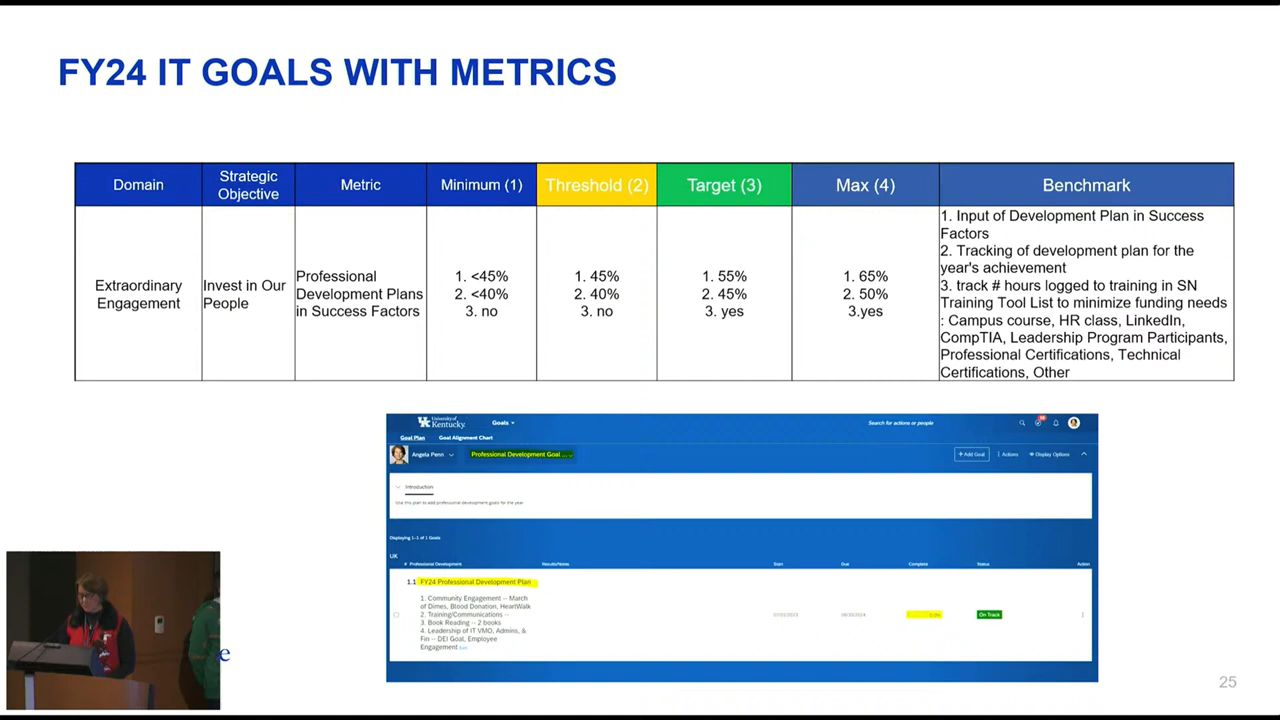 FY24 IT GOALS WITH METRICS
Domain
Strategic
Objective
Metric
Minimum (1)
Threshold (2)
Target (3)
Max (4)
Benchmark
Extraordinary
Engagement
Invest in Our
People
Professional
Development Plans
in Success Factors
1. <45%
2. <40%
3. no
1. 45%
2. 40%
3. no
1. 55%
2. 45%
3. yes
1. 65%
2. 50%
3.yes
1. Input of Development Plan in Success
Factors
2. Tracking of development plan for the
year's achievement
3. track # hours logged to training in SN
Training Tool List to minimize funding needs
: Campus course, HR class, LinkedIn,
CompTIA, Leadership Program Participants,
Professional Certifications, Technical
Certifications, Other
University of
Kentucky
Goals
Search for actions or people
Goal Plan
Goal Alignment Chart
Angela Penn
Professional Development Goal ...
+ Add Goal
Actions
Display Options
Introduction
Use this plan to add professional development goals for the year
Displaying 1-1 of 1 Goals
UK
# Professional Development
Results/Notes
Start
Due
Complete
Status
Action
1.1 FY24 Professional Development Plan
1. Community Engagement -- March
of Dimes, Blood Donation, HeartWalk
2. Training/Communications --
3. Book Reading -- 2 books
4. Leadership of IT VMO, Admins, &
Fin -- DEI Goal, Employee
Engagement
On Track
e
25